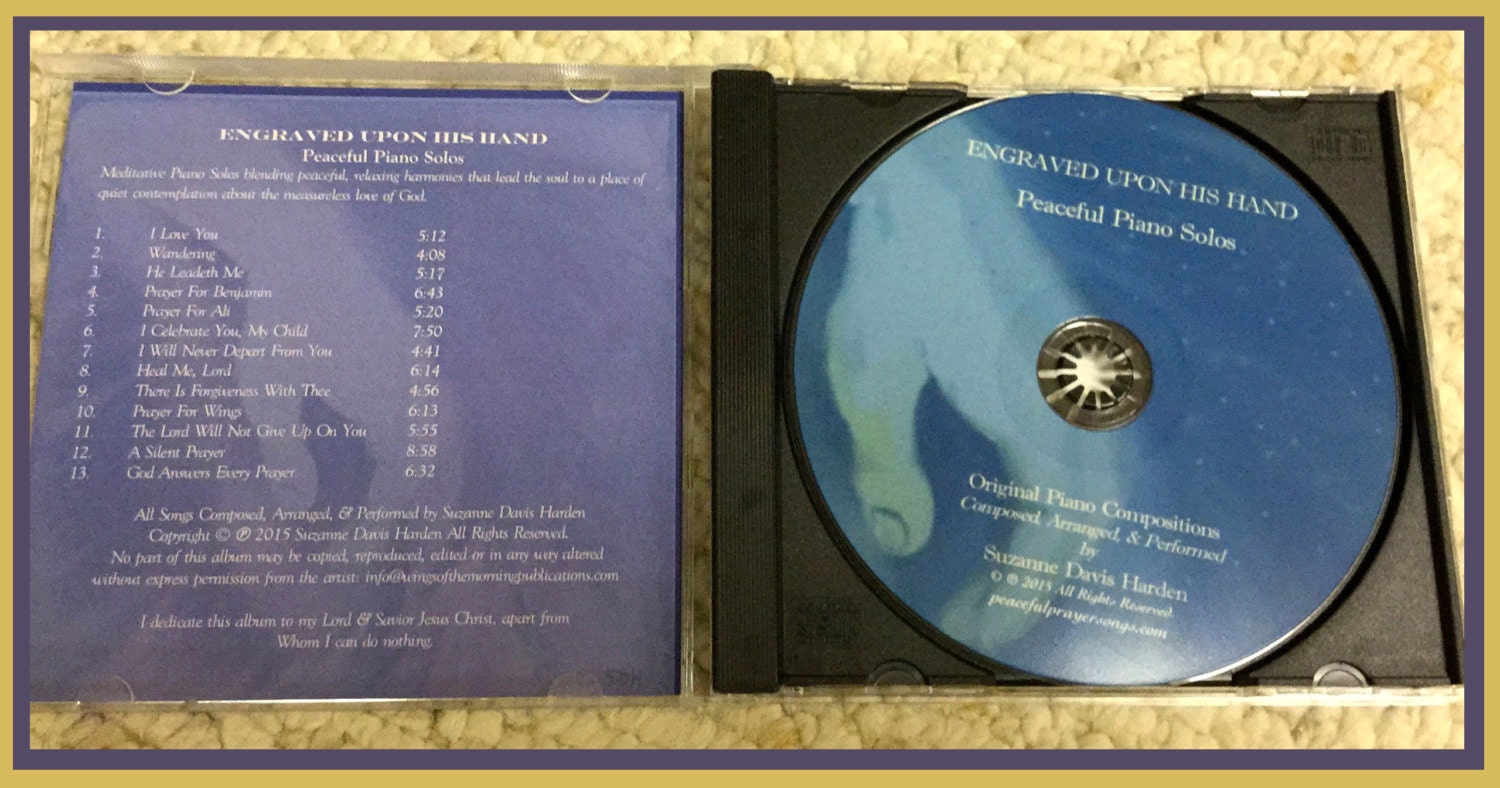 ENGRAVED UPON HIS HAND
Peaceful Piano Solos
Meditative Piano Solos blending peaceful, relaxing harmonies that lead the soul to a place of
quiet contemplation about the measureless love of God.
1. I Love You 5:12
2. Wandering 4:08
3. He Leadeth Me 5:17
4. Prayer For Benjamin 6:43
5. Prayer For Ali 5:20
6. I Celebrate You, My Child 7:50
7. I Will Never Depart From You 4:41
8. Heal Me, Lord 6:14
9. There Is Forgiveness With Thee 4:56
10. Prayer For Wings 6:13
11. The Lord Will Not Give Up On You 5:55
12. A Silent Prayer 8:58
13. God Answers Every Prayer 6:32
All Songs Composed, Arranged, & Performed by Suzanne Davis Harden
Copyright © ℗ 2015 Suzanne Davis Harden All Rights Reserved.
No part of this album may be copied, reproduced, edited or in any way altered
without express permission from the artist: info@wingsofthemorningpublications.com
I dedicate this album to my Lord & Savior Jesus Christ, apart from
Whom I can do nothing.
SDH
ENGRAVED UPON HIS HAND
Peaceful Piano Solos
Original Piano Compositions
Composed, Arranged, & Performed
by
Suzanne Davis Harden
© ℗ 2015 All Rights Reserved.
peacefulprayersongs.com